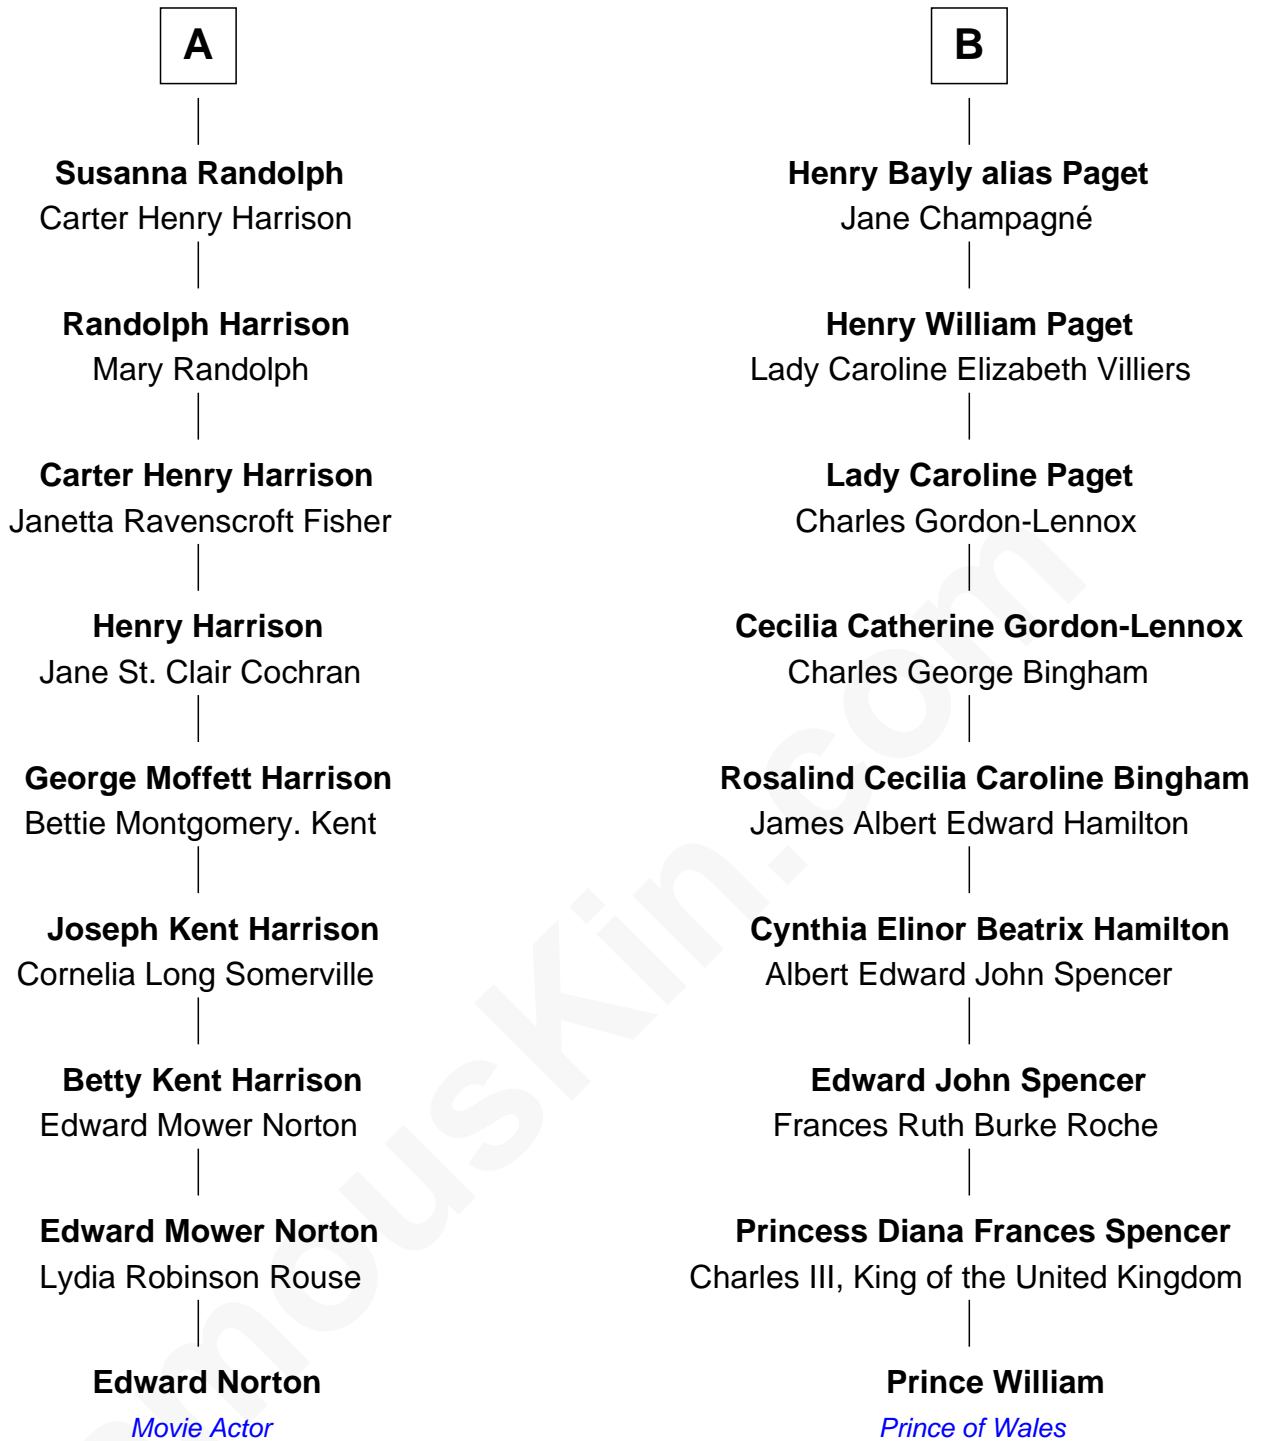 A
Susanna Randolph
Carter Henry Harrison
Randolph Harrison
Mary Randolph
Carter Henry Harrison
Janetta Ravenscroft Fisher
Henry Harrison
Jane St. Clair Cochran
George Moffett Harrison
Bettie Montgomery. Kent
Joseph Kent Harrison
Cornelia Long Somerville
Betty Kent Harrison
Edward Mower Norton
Edward Mower Norton
Lydia Robinson Rouse
Edward Norton
Movie Actor
B
Henry Bayly alias Paget
Jane Champagné
Henry William Paget
Lady Caroline Elizabeth Villiers
Lady Caroline Paget
Charles Gordon-Lennox
Cecilia Catherine Gordon-Lennox
Charles George Bingham
Rosalind Cecilia Caroline Bingham
James Albert Edward Hamilton
Cynthia Elinor Beatrix Hamilton
Albert Edward John Spencer
Edward John Spencer
Frances Ruth Burke Roche
Princess Diana Frances Spencer
Charles III, King of the United Kingdom
Prince William
Prince of Wales
mousKin.com